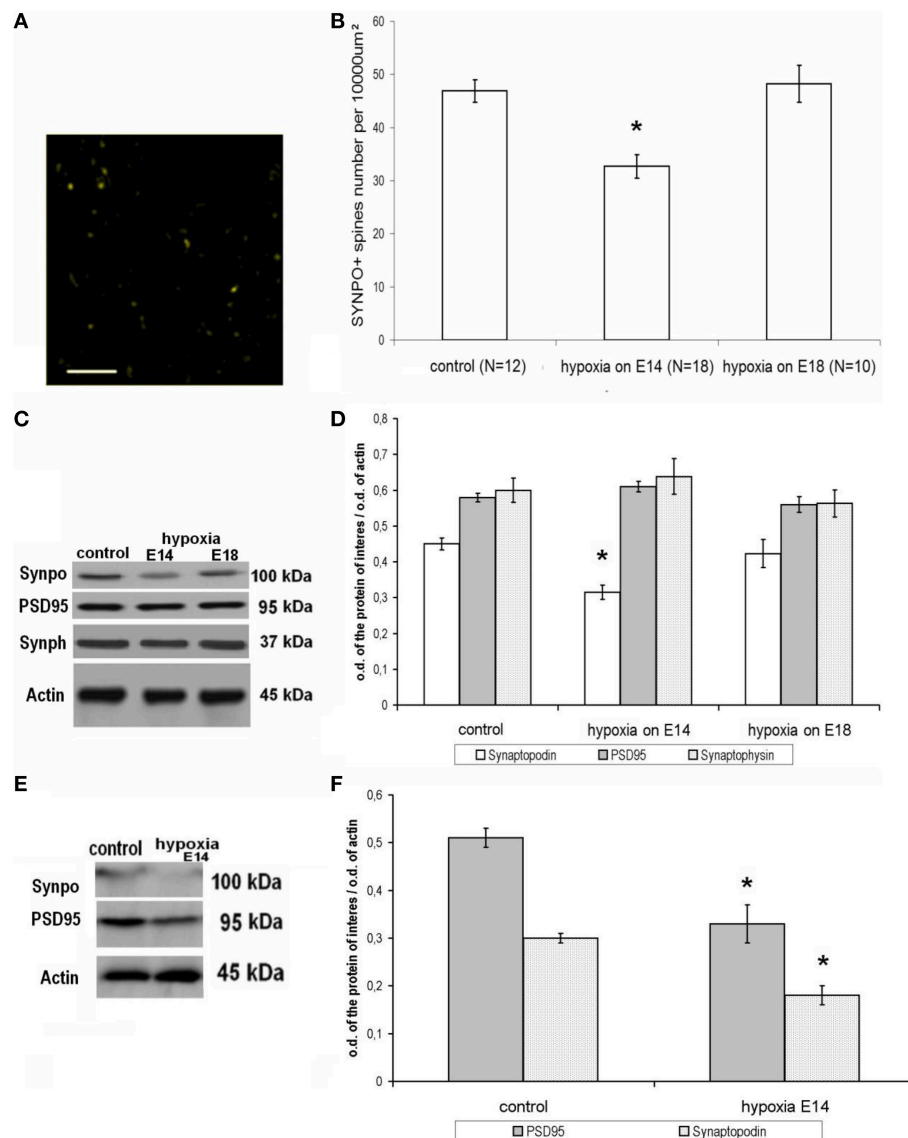 A
B
SYNPO+ spines number per 10000um²
60
50
40
30
20
10
0
*
control (N=12)
hypoxia on E14 (N=18)
hypoxia on E18 (N=10)
C
hypoxia
control E14 E18
Synpo 100 kDa
PSD95 95 kDa
Synph 37 kDa
Actin 45 kDa
D
o.d. of the protein of interes / o.d. of actin
0,8
0,7
0,6
0,5
0,4
0,3
0,2
0,1
0
*
control
hypoxia on E14
hypoxia on E18
Synaptopodin PSD95 Synaptophysin
E
control hypoxia
E14
Synpo 100 kDa
PSD95 95 kDa
Actin 45 kDa
F
o.d. of the protein of interes / o.d. of actin
0,6
0,5
0,4
0,3
0,2
0,1
0
*
*
control
hypoxia E14
PSD95 Synaptopodin